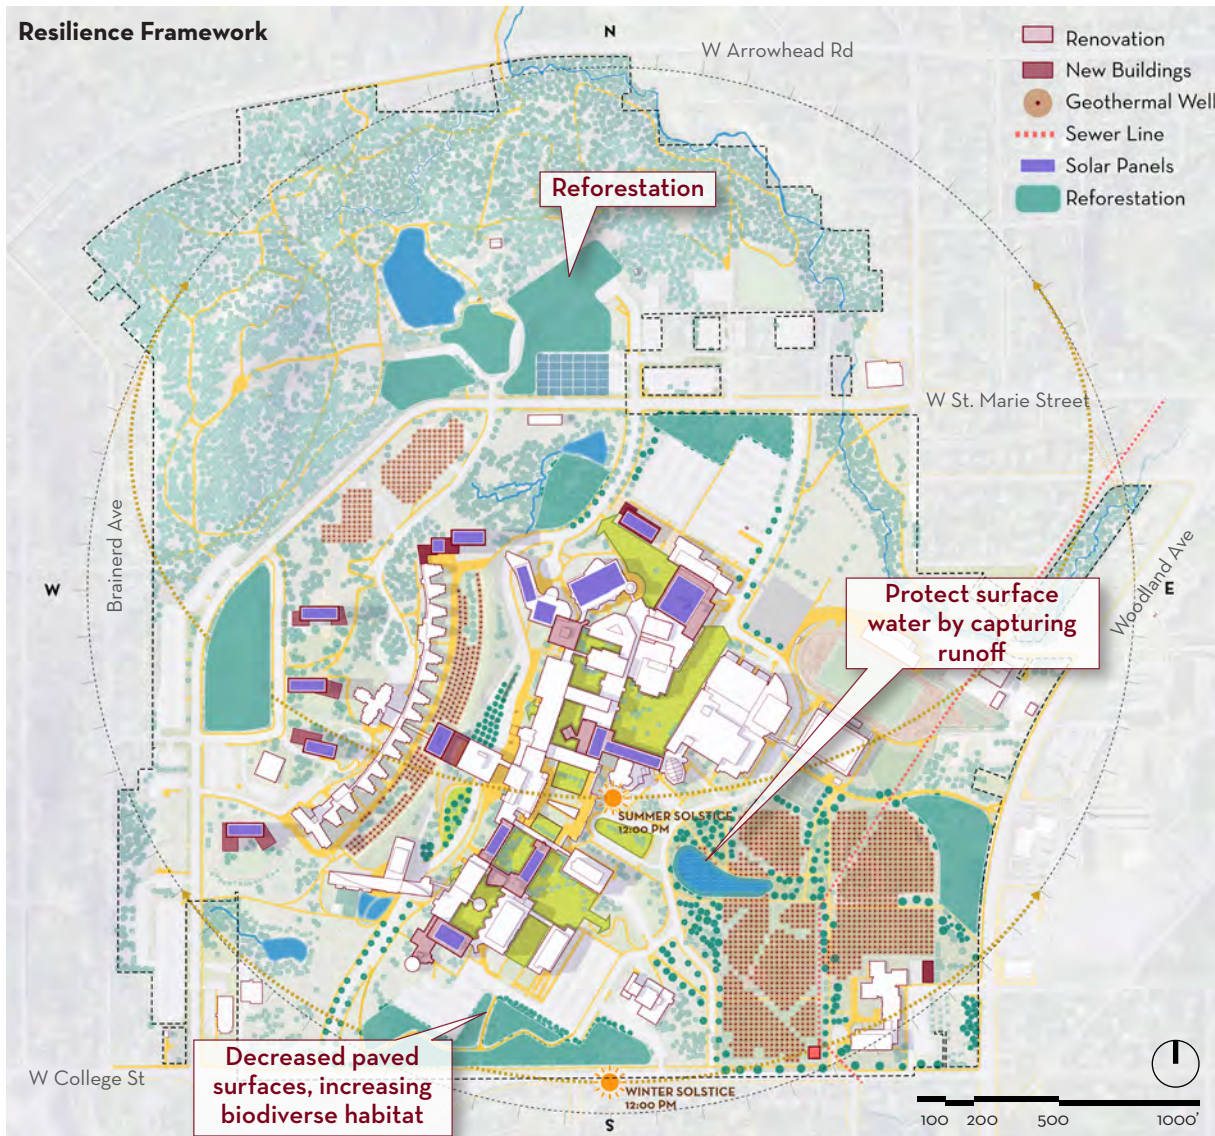 Resilience Framework
N
W Arrowhead Rd
Renovation
New Buildings
Geothermal Well
Sewer Line
Solar Panels
Reforestation
Reforestation
W St. Marie Street
Brainerd Ave
Woodland Ave
W
E
Protect surface
water by capturing
runoff
SUMMER SOLSTICE
12:00 PM
Decreased paved
surfaces, increasing
biodiverse habitat
W College St
WINTER SOLSTICE
12:00 PM
S
100 200 500 1000'